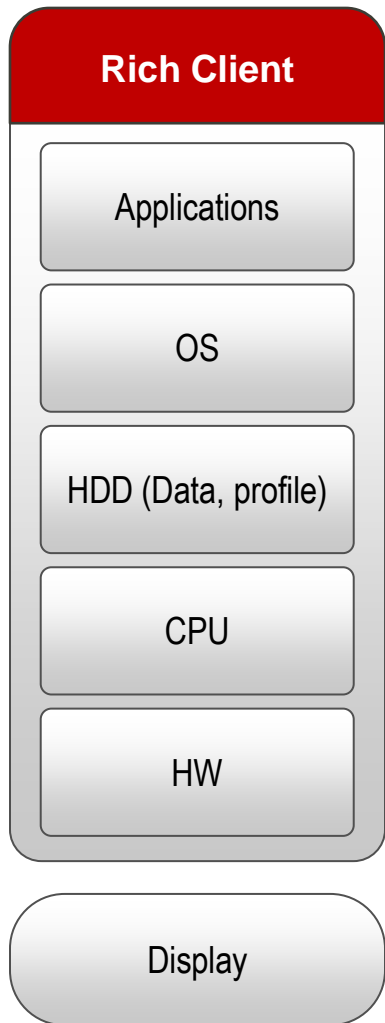 Rich Client
Applications
OS
HDD (Data, profile)
CPU
HW
Display